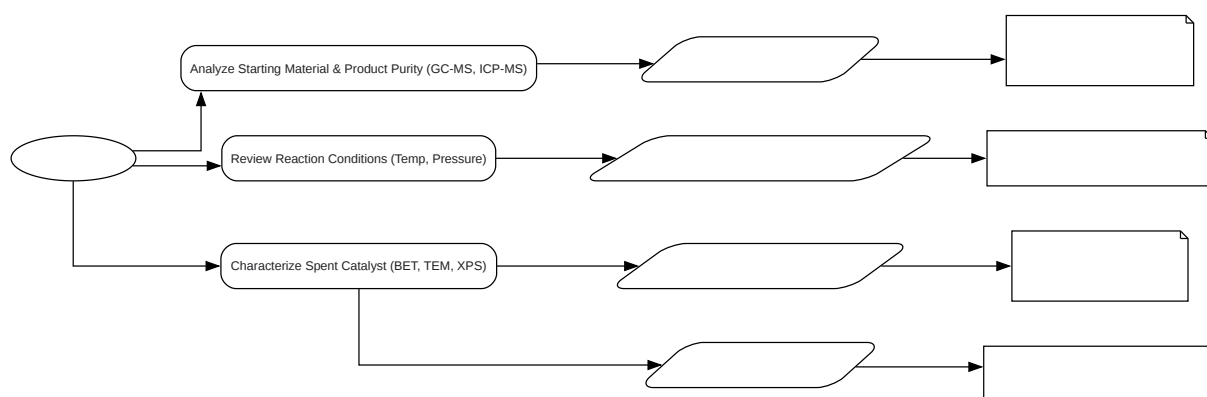 Analyze Starting Material & Product Purity (GC-MS, ICP-MS)
Review Reaction Conditions (Temp, Pressure)
Characterize Spent Catalyst (BET, TEM, XPS)